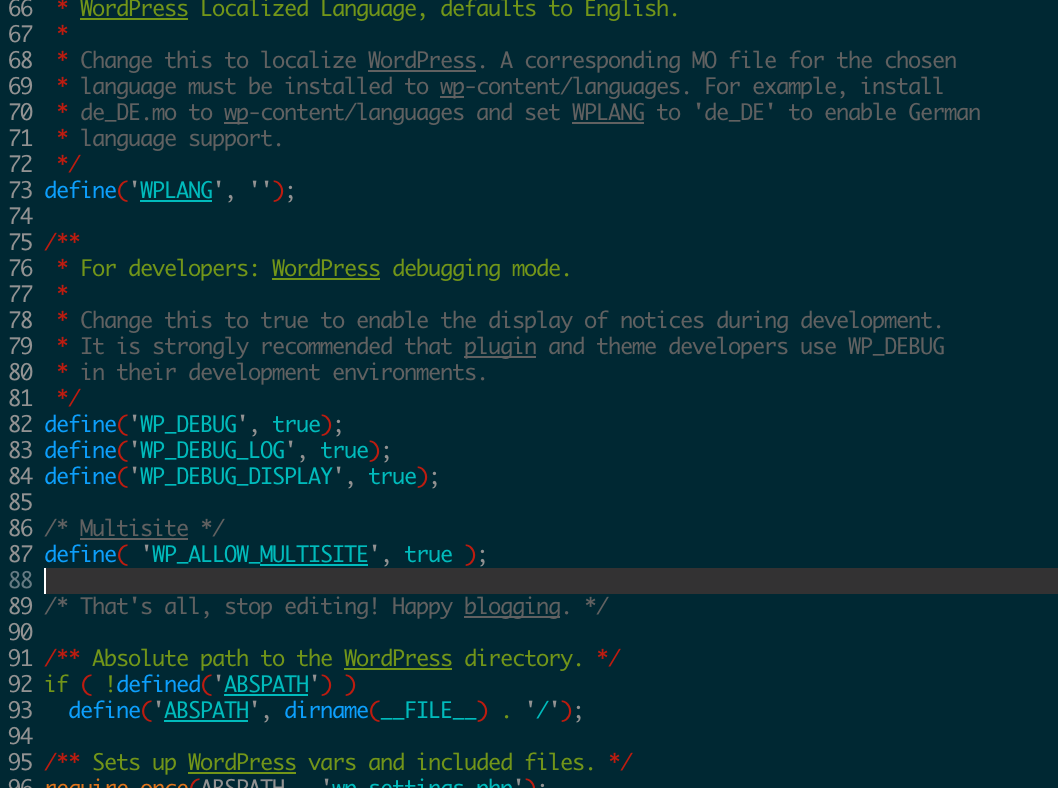 66  * WordPress Localized Language, defaults to English.
67  *
68  * Change this to localize WordPress. A corresponding MO file for the chosen
69  * language must be installed to wp-content/languages. For example, install
70  * de_DE.mo to wp-content/languages and set WPLANG to 'de_DE' to enable German
71  * language support.
72  */
73 define('WPLANG', '');
74
75 /**
76  * For developers: WordPress debugging mode.
77  *
78  * Change this to true to enable the display of notices during development.
79  * It is strongly recommended that plugin and theme developers use WP_DEBUG
80  * in their development environments.
81  */
82 define('WP_DEBUG', true);
83 define('WP_DEBUG_LOG', true);
84 define('WP_DEBUG_DISPLAY', true);
85
86 /* Multisite */
87 define( 'WP_ALLOW_MULTISITE', true );
88
89 /* That's all, stop editing! Happy blogging. */
90
91 /** Absolute path to the WordPress directory. */
92 if ( !defined('ABSPATH') )
93   define('ABSPATH', dirname(__FILE__) . '/');
94
95 /** Sets up WordPress vars and included files. */
96 require_once(ABSPATH . 'wp-settings.php');